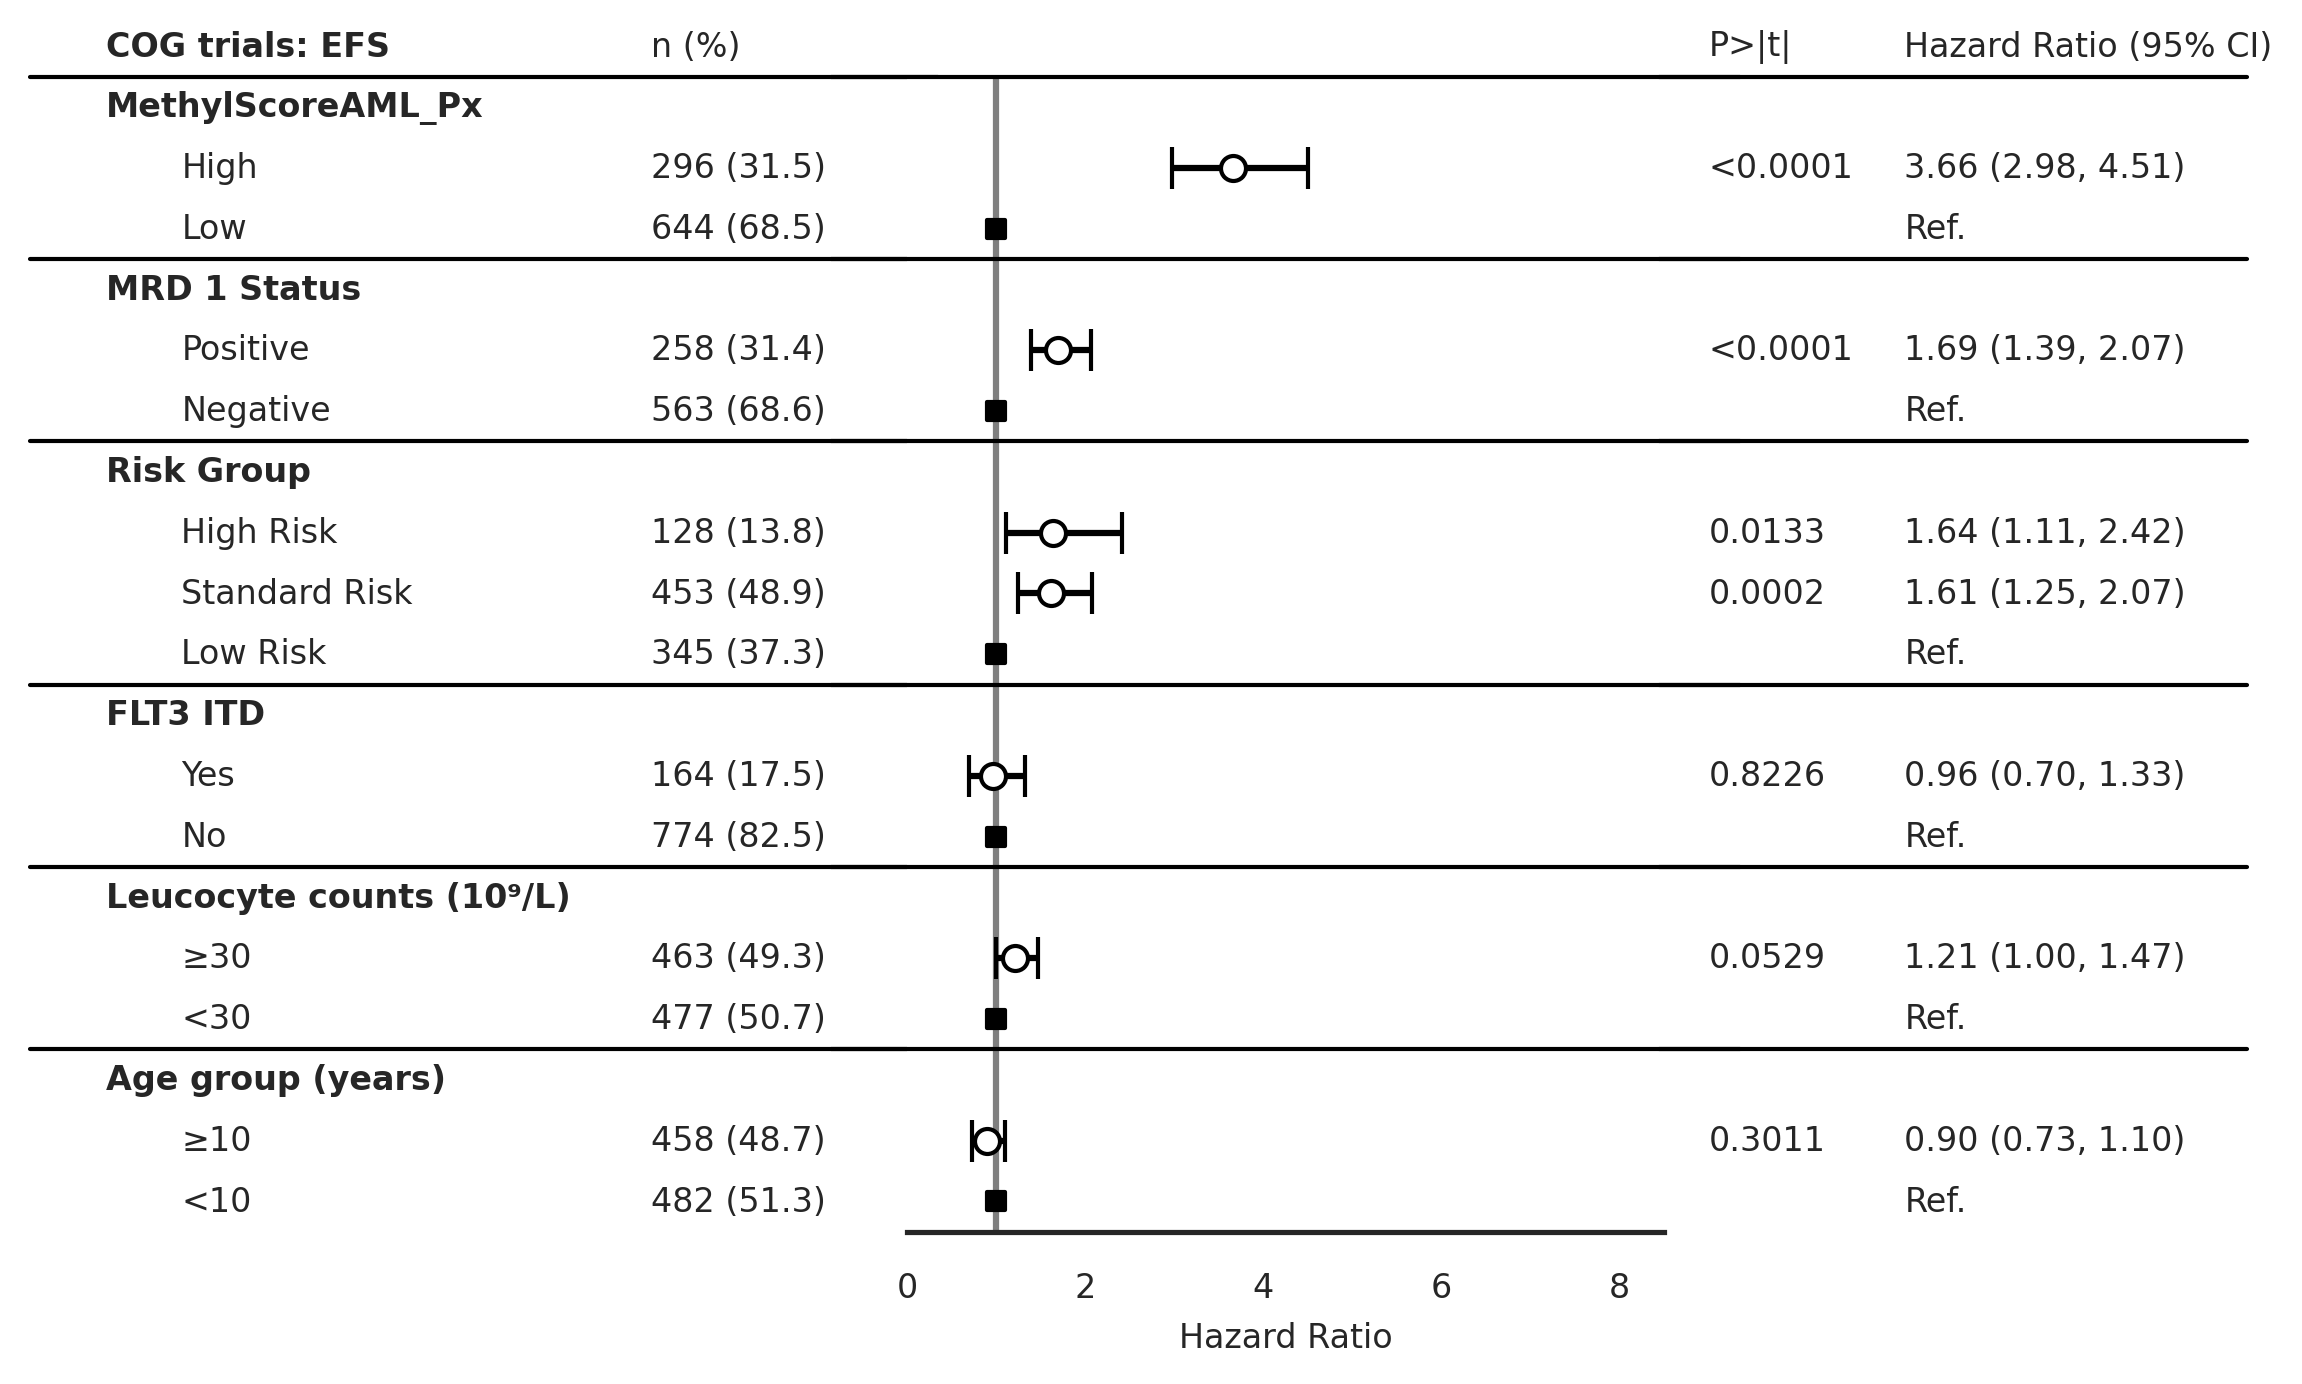 COG trials: EFS n (%) P>|t| Hazard Ratio (95% CI)
MethylScoreAML_Px
High 296 (31.5) <0.0001 3.66 (2.98, 4.51)
Low 644 (68.5) Ref.
MRD 1 Status
Positive 258 (31.4) <0.0001 1.69 (1.39, 2.07)
Negative 563 (68.6) Ref.
Risk Group
High Risk 128 (13.8) 0.0133 1.64 (1.11, 2.42)
Standard Risk 453 (48.9) 0.0002 1.61 (1.25, 2.07)
Low Risk 345 (37.3) Ref.
FLT3 ITD
Yes 164 (17.5) 0.8226 0.96 (0.70, 1.33)
No 774 (82.5) Ref.
Leucocyte counts (10⁹/L)
≥30 463 (49.3) 0.0529 1.21 (1.00, 1.47)
<30 477 (50.7) Ref.
Age group (years)
≥10 458 (48.7) 0.3011 0.90 (0.73, 1.10)
<10 482 (51.3) Ref.
0 2 4 6 8
Hazard Ratio